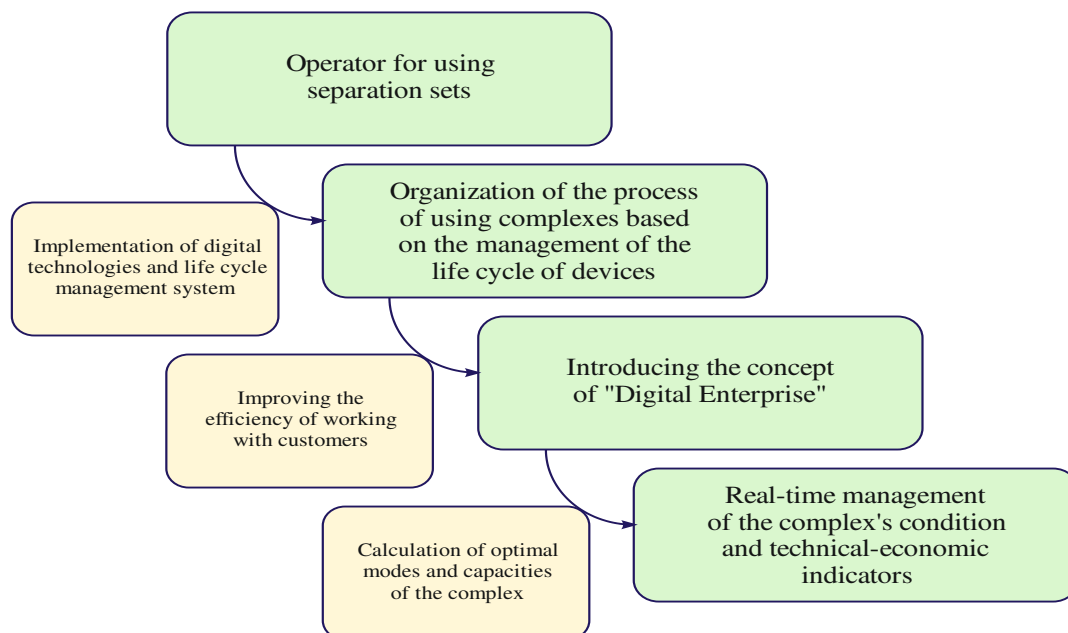 Operator for using
separation sets
Organization of the process
of using complexes based
on the management of the
life cycle of devices
Implementation of digital
technologies and life cycle
management system
Introducing the concept
of "Digital Enterprise"
Improving the
efficiency of working
with customers
Real-time management
of the complex's condition
and technical-economic
indicators
Calculation of optimal
modes and capacities
of the complex